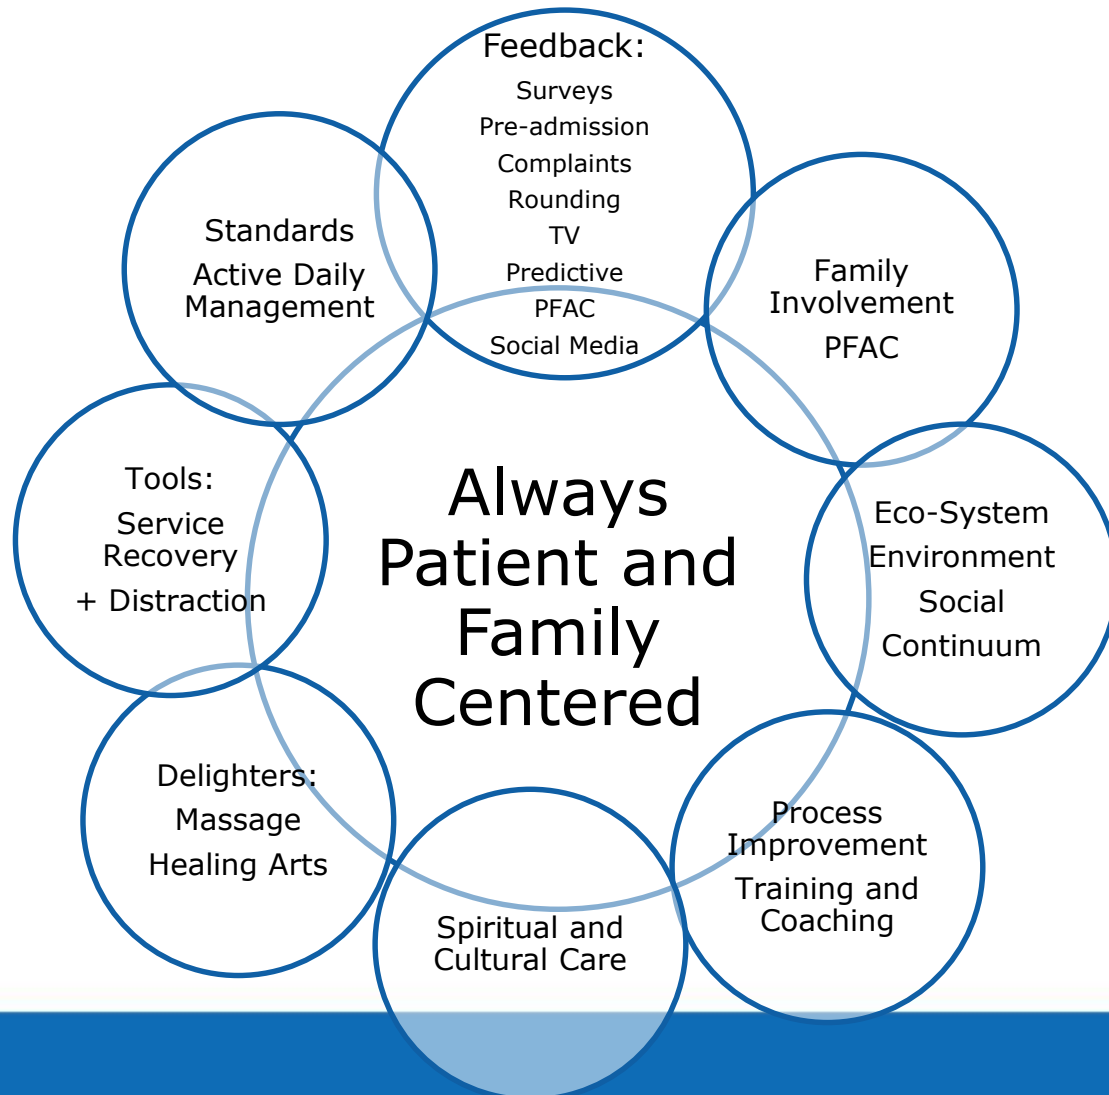 Feedback:
Surveys
Pre-admission
Complaints
Rounding
TV
Predictive
PFAC
Social Media
Family
Involvement
PFAC
Eco-System
Environment
Social
Continuum
Process
Improvement
Training and
Coaching
Spiritual and
Cultural Care
Delighters:
Massage
Healing Arts
Tools:
Service
Recovery
+ Distraction
Standards
Active Daily
Management
Always
Patient and
Family
Centered